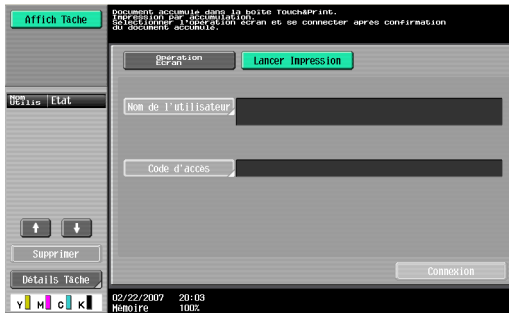 Affich Tâche
Document accumulé dans la boîte Touch&Print.
Impression par accumulation.
Sélectionner l'opération écran et se connecter après confirmation
du document accumulé.
Opération
Ecran
Lancer Impression
Nom
Utilis
Etat
Nom de l'utilisateur
Code d'accès
Supprimer
Détails Tâche
Connexion
Y M C K
02/22/2007 20:03
Mémoire 100%